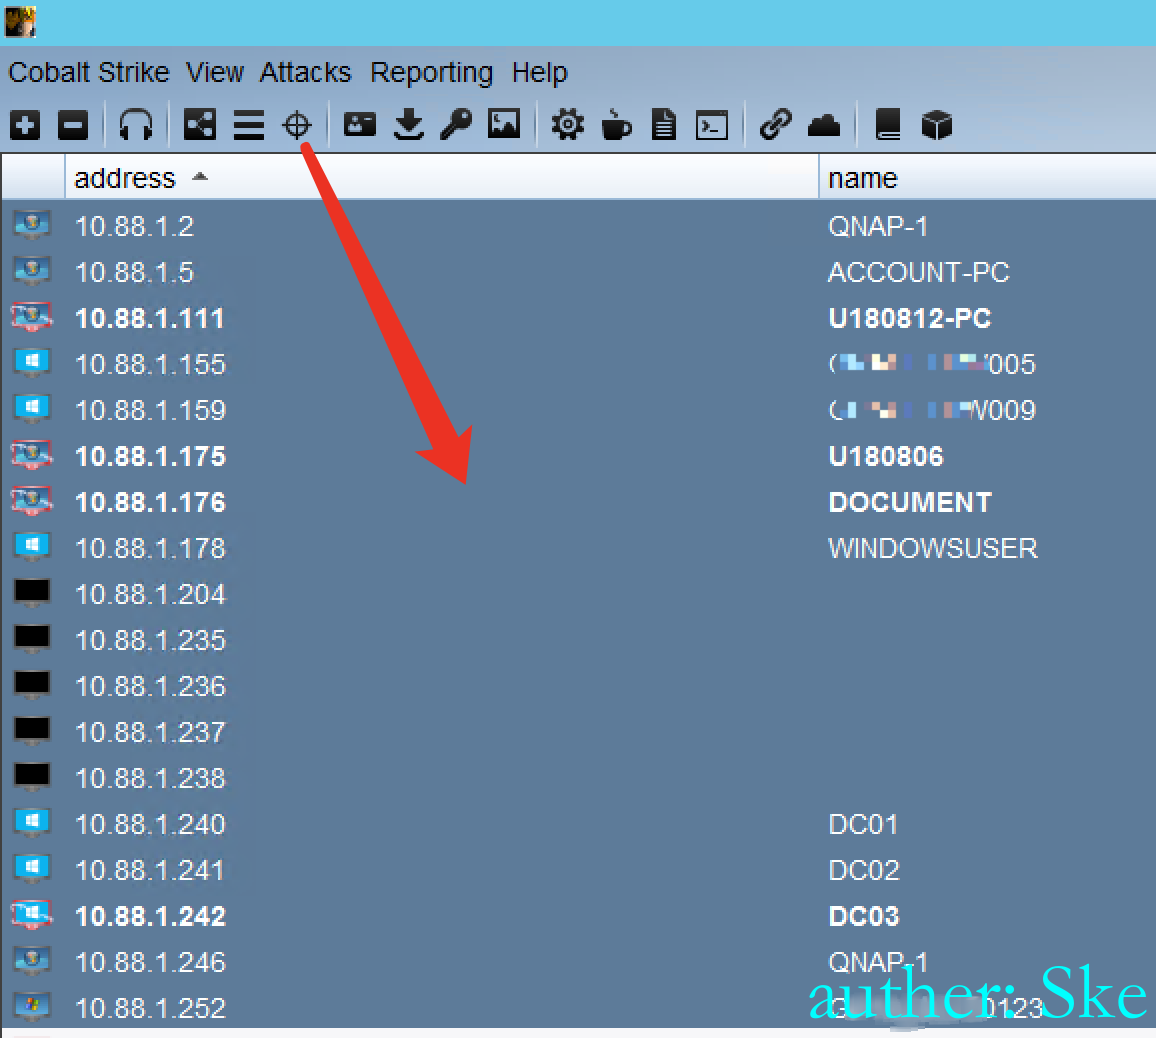 Cobalt Strike View Attacks Reporting Help
address name
10.88.1.2 QNAP-1
10.88.1.5 ACCOUNT-PC
10.88.1.111 U180812-PC
10.88.1.155 005
10.88.1.159 009
10.88.1.175 U180806
10.88.1.176 DOCUMENT
10.88.1.178 WINDOWSUSER
10.88.1.204
10.88.1.235
10.88.1.236
10.88.1.237
10.88.1.238
10.88.1.240 DC01
10.88.1.241 DC02
10.88.1.242 DC03
10.88.1.246 QNAP-1
10.88.1.252 0123
auther: Ske